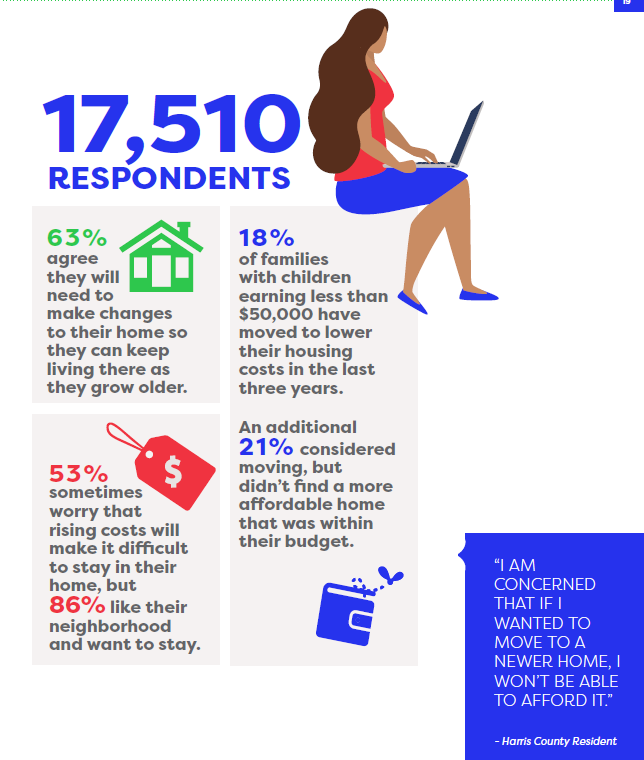 19
17,510
RESPONDENTS
63%
agree
they will
need to
make changes
to their home so
they can keep
living there as
they grow older.
18%
of families
with children
earning less than
$50,000 have
moved to lower
their housing
costs in the last
three years.
An additional
21% considered
moving, but
didn’t find a more
affordable home
that was within
their budget.
$
53%
sometimes
worry that
rising costs will
make it difficult
to stay in their
home, but
86% like their
neighborhood
and want to stay.
“I AM
CONCERNED
THAT IF I
WANTED TO
MOVE TO A
NEWER HOME, I
WON’T BE ABLE
TO AFFORD IT.”
- Harris County Resident